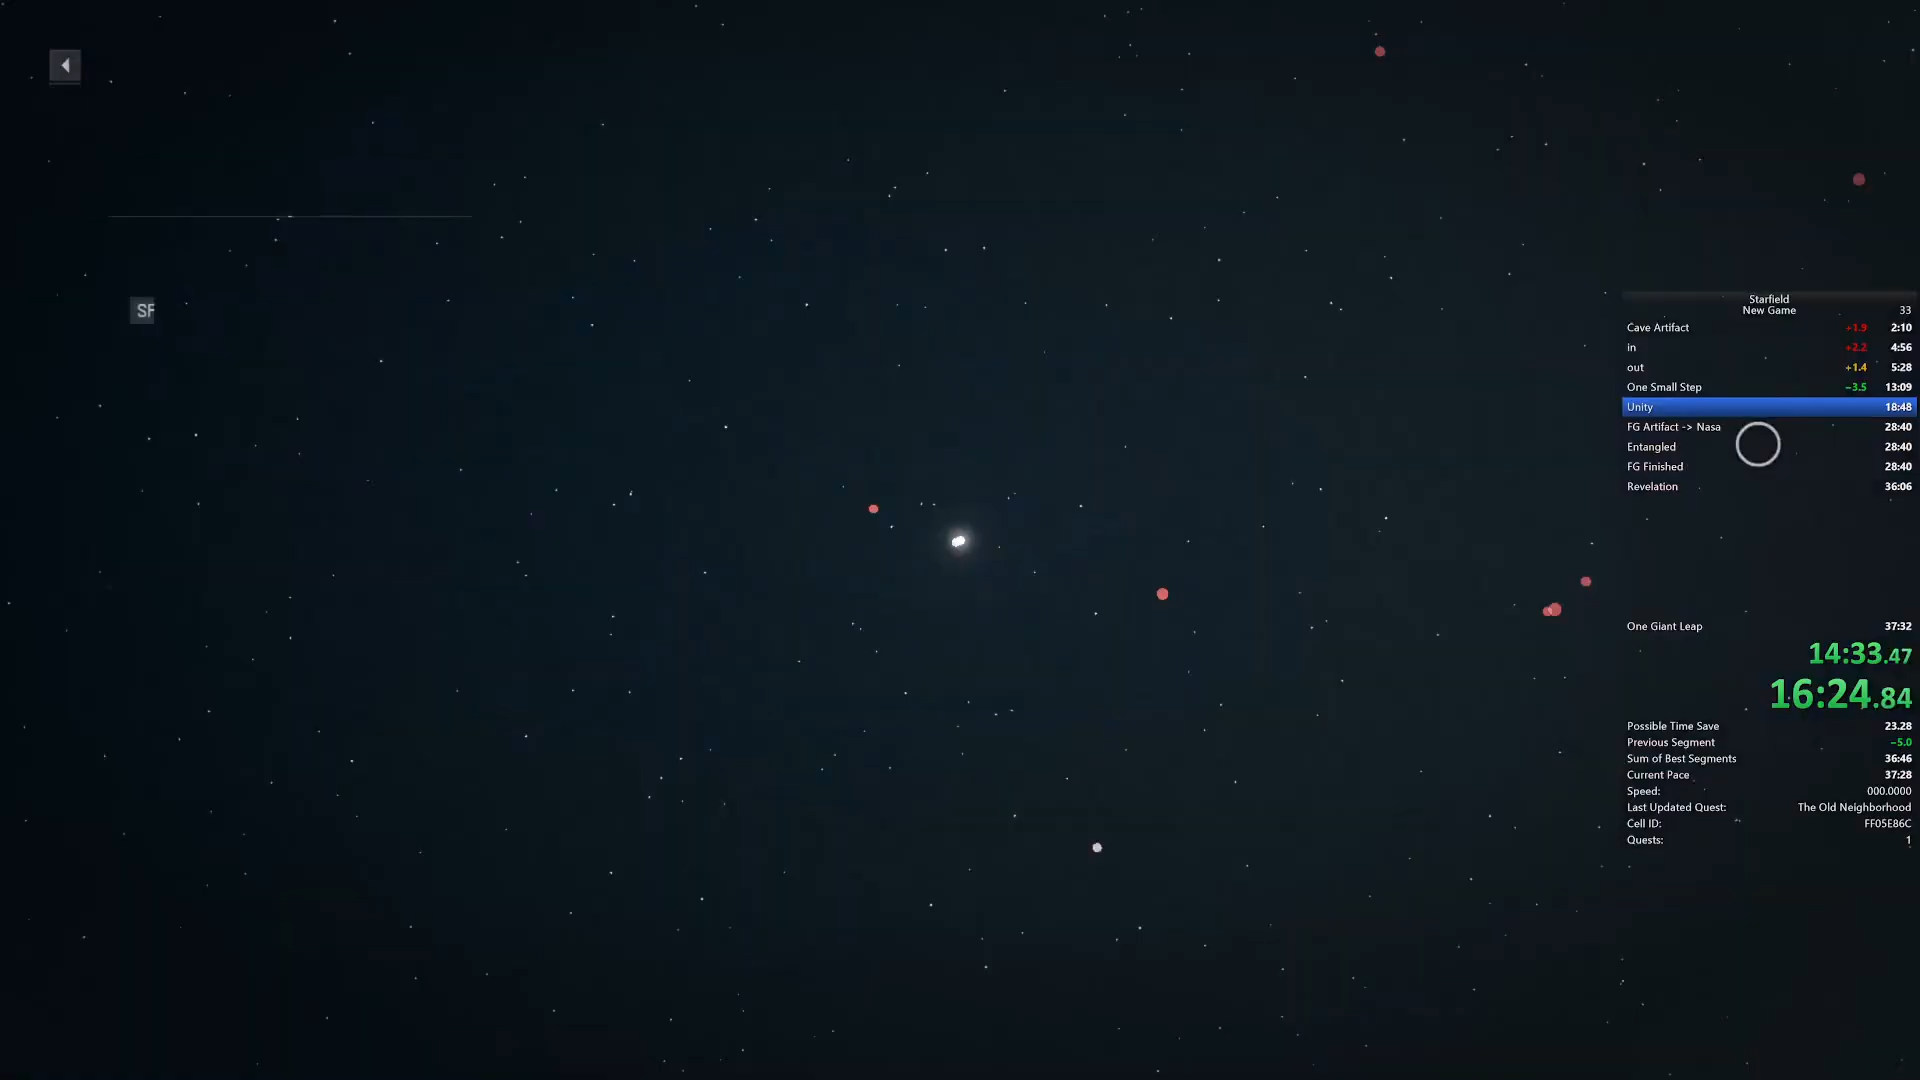 SF
Starfield
New Game 33
Cave Artifact +1.9 2:10
in +2.2 4:56
out +1.4 5:28
One Small Step −3.5 13:09
Unity 18:48
FG Artifact -> Nasa 28:40
Entangled 28:40
FG Finished 28:40
Revelation 36:06
One Giant Leap 37:32
14:33.47
16:24.84
Possible Time Save 23.28
Previous Segment −5.0
Sum of Best Segments 36:46
Current Pace 37:28
Speed: 000.0000
Last Updated Quest: The Old Neighborhood
Cell ID: FF05E86C
Quests: 1